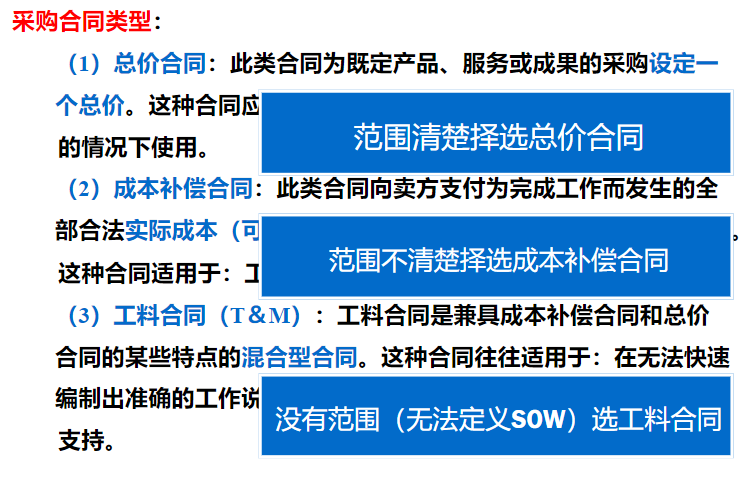 采购合同类型：
（1）总价合同：此类合同为既定产品、服务或成果的采购设定一
个总价。这种合同应
范围清楚择选总价合同
的情况下使用。
（2）成本补偿合同：此类合同向卖方支付为完成工作而发生的全
部合法实际成本（可
。
范围不清楚择选成本补偿合同
这种合同适用于：工
（3）工料合同（T＆M）：工料合同是兼具成本补偿合同和总价
合同的某些特点的混合型合同。这种合同往往适用于：在无法快速
编制出准确的工作说
没有范围（无法定义SOW）选工料合同
支持。